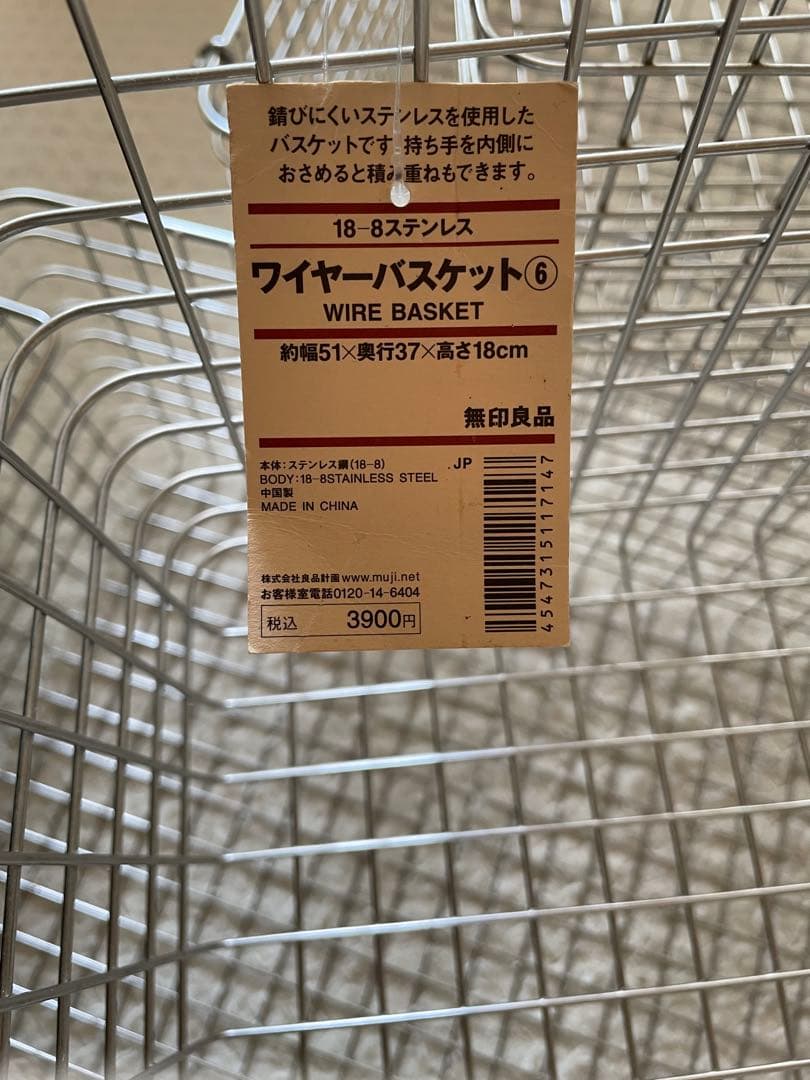 錆びにくいステンレスを使用した
バスケットです。持ち手を内側に
おさめると積み重ねもできます。
18-8ステンレス
ワイヤーバスケット⑥
WIRE BASKET
約幅51×奥行37×高さ18cm
無印良品
本体:ステンレス鋼(18-8)
BODY:18-8STAINLESS STEEL
中国製
MADE IN CHINA
JP
4547315117147
株式会社良品計画 www.muji.net
お客様室電話0120-14-6404
税込 3900円